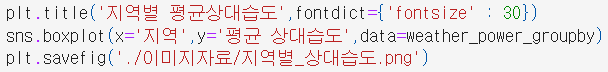 plt.title('지역별 평균상대습도',fontdict={'fontsize' : 30})
sns.boxplot(x='지역',y='평균 상대습도',data=weather_power_groupby)
plt.savefig('./이미지자료/지역별_상대습도.png')